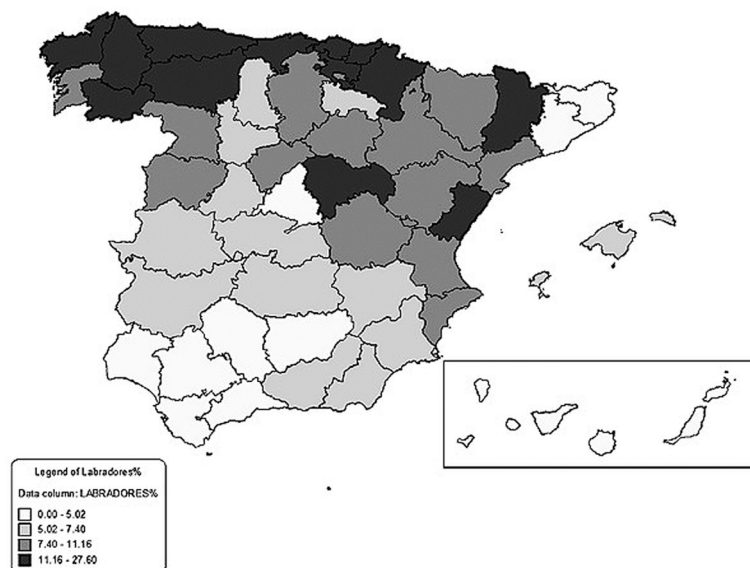 Legend of Labradores%
Data column: LABRADORES%
0.00 - 5.02
5.02 - 7.40
7.40 - 11.16
11.16 - 27.60